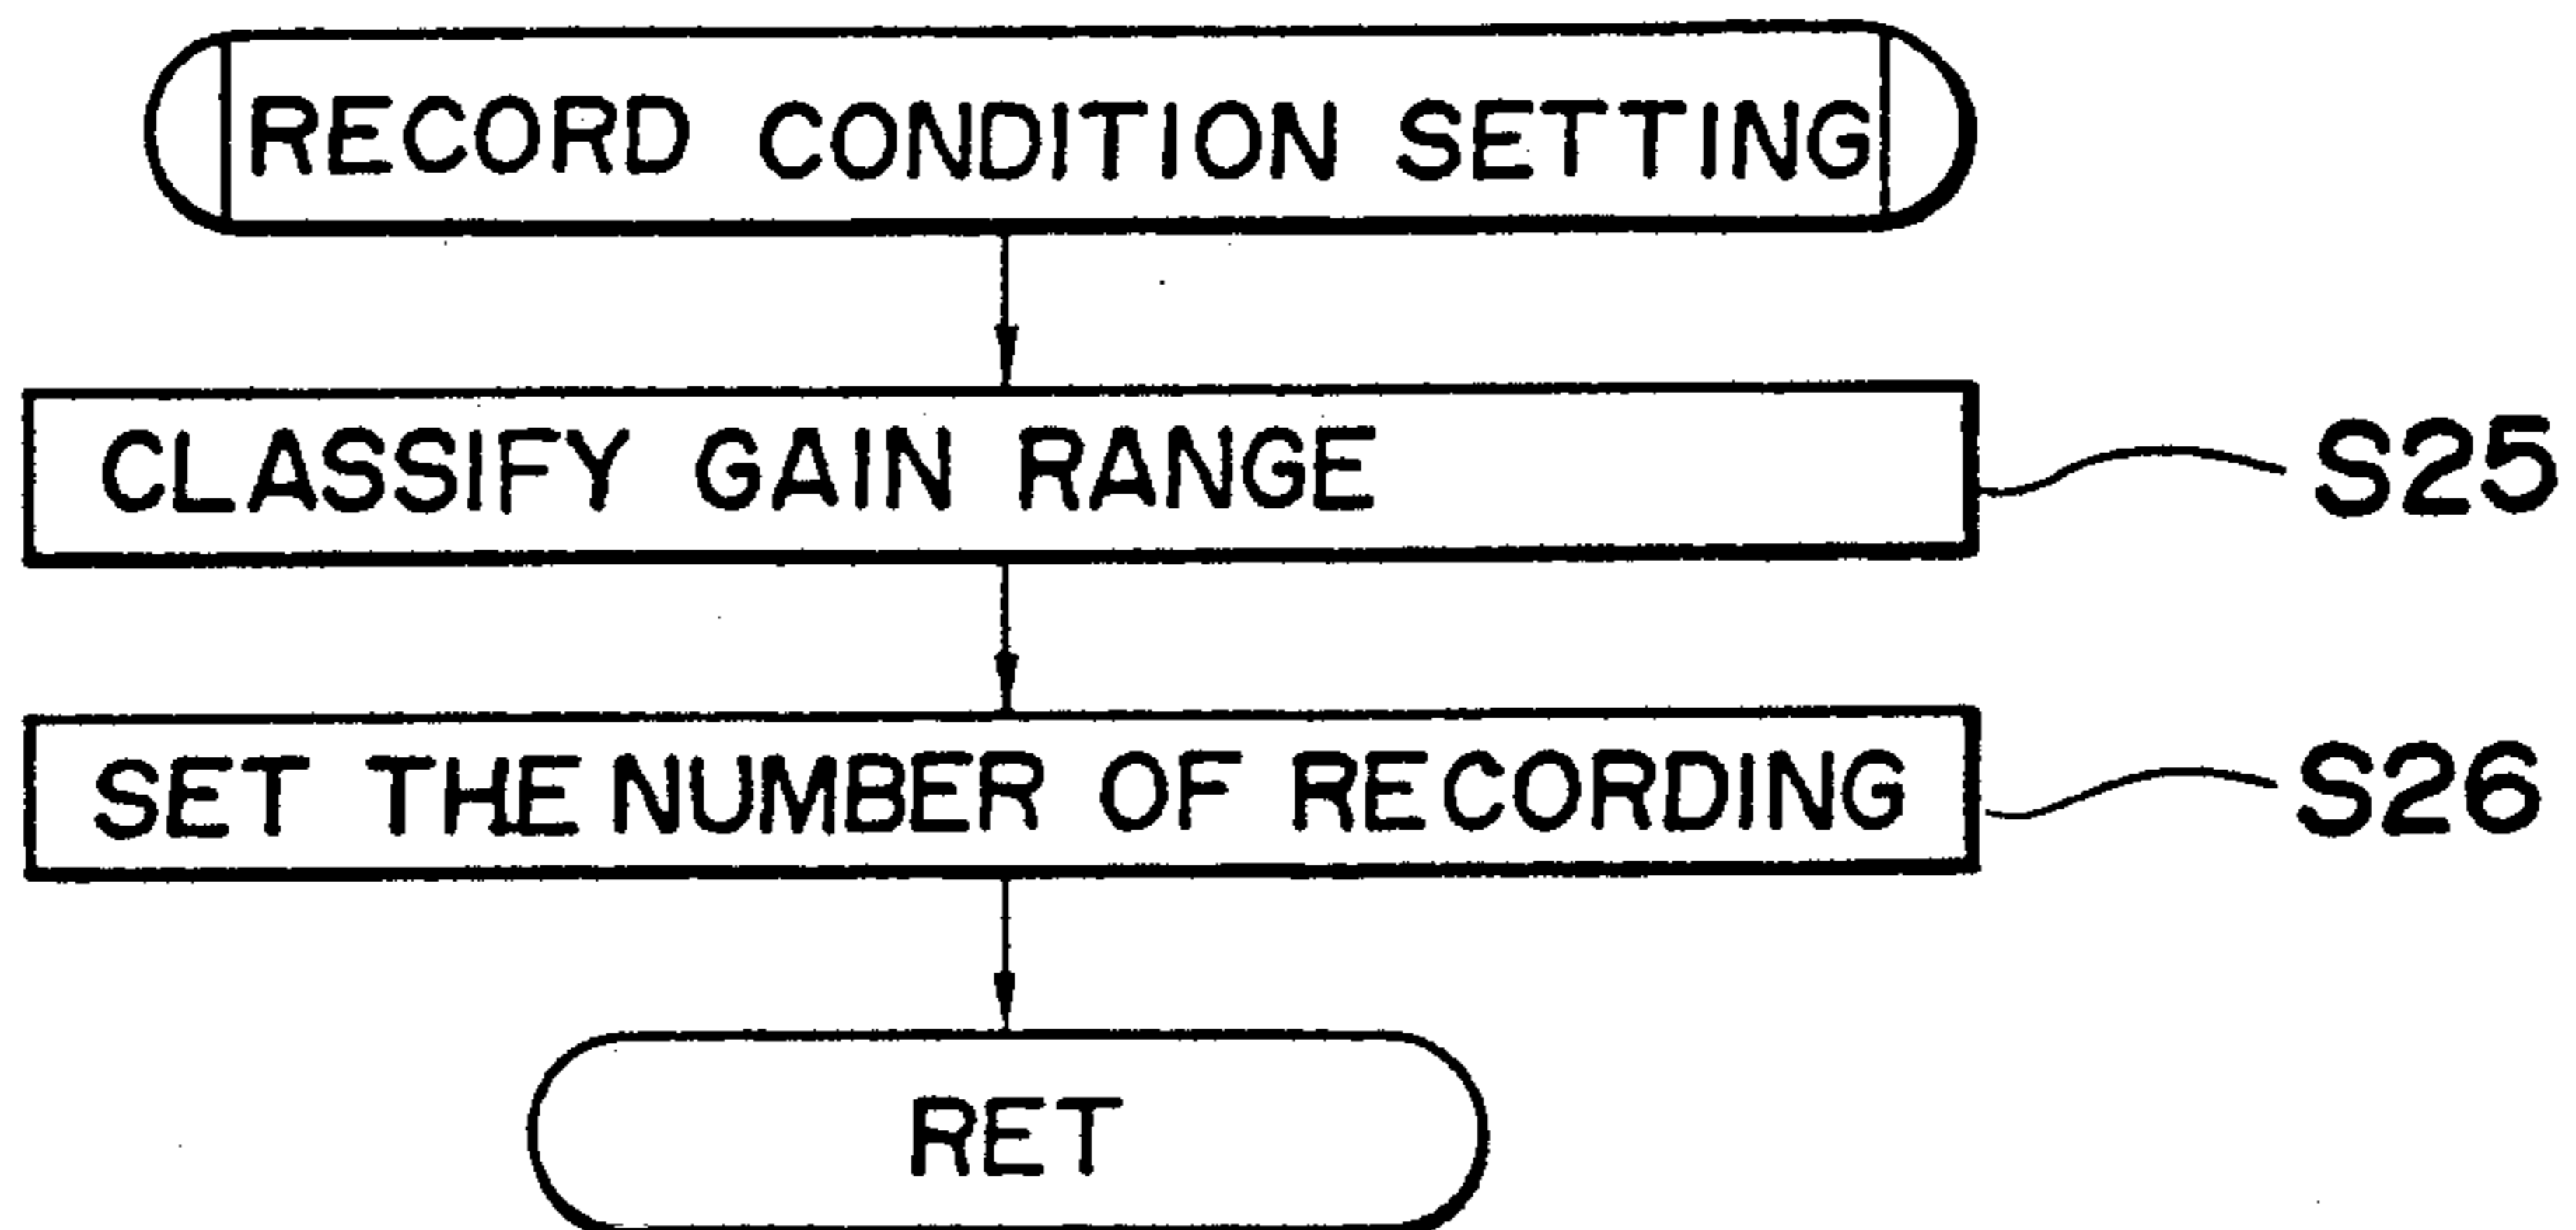 RECORD CONDITION SETTING
CLASSIFY GAIN RANGE
S25
SET THE NUMBER OF RECORDING
S26
RET